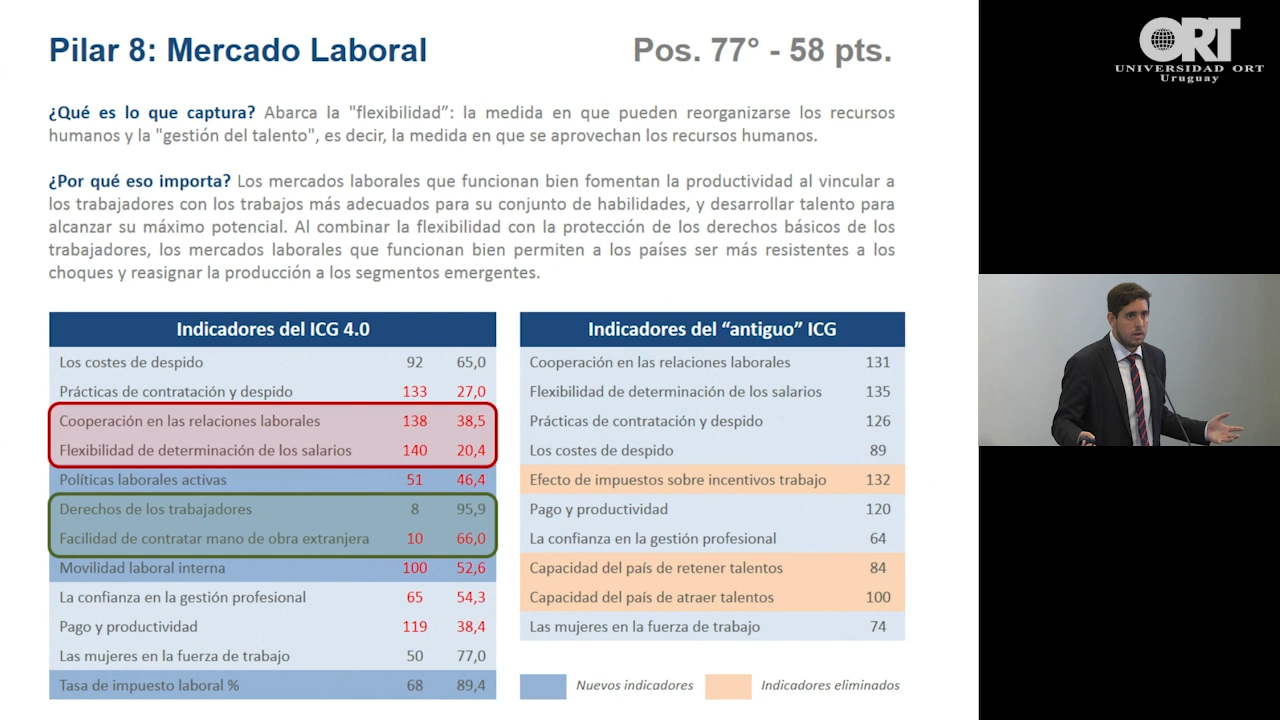 Pilar 8: Mercado Laboral
Pos. 77° - 58 pts.
¿Qué es lo que captura? Abarca la "flexibilidad”: la medida en que pueden reorganizarse los recursos
humanos y la "gestión del talento", es decir, la medida en que se aprovechan los recursos humanos.
¿Por qué eso importa? Los mercados laborales que funcionan bien fomentan la productividad al vincular a
los trabajadores con los trabajos más adecuados para su conjunto de habilidades, y desarrollar talento para
alcanzar su máximo potencial. Al combinar la flexibilidad con la protección de los derechos básicos de los
trabajadores, los mercados laborales que funcionan bien permiten a los países ser más resistentes a los
choques y reasignar la producción a los segmentos emergentes.
Indicadores del ICG 4.0
Los costes de despido 92 65,0
Prácticas de contratación y despido 133 27,0
Cooperación en las relaciones laborales 138 38,5
Flexibilidad de determinación de los salarios 140 20,4
Políticas laborales activas 51 46,4
Derechos de los trabajadores 8 95,9
Facilidad de contratar mano de obra extranjera 10 66,0
Movilidad laboral interna 100 52,6
La confianza en la gestión profesional 65 54,3
Pago y productividad 119 38,4
Las mujeres en la fuerza de trabajo 50 77,0
Tasa de impuesto laboral % 68 89,4
Indicadores del “antiguo” ICG
Cooperación en las relaciones laborales 131
Flexibilidad de determinación de los salarios 135
Prácticas de contratación y despido 126
Los costes de despido 89
Efecto de impuestos sobre incentivos trabajo 132
Pago y productividad 120
La confianza en la gestión profesional 64
Capacidad del país de retener talentos 84
Capacidad del país de atraer talentos 100
Las mujeres en la fuerza de trabajo 74
Nuevos indicadores
Indicadores eliminados
ORT
UNIVERSIDAD ORT
Uruguay